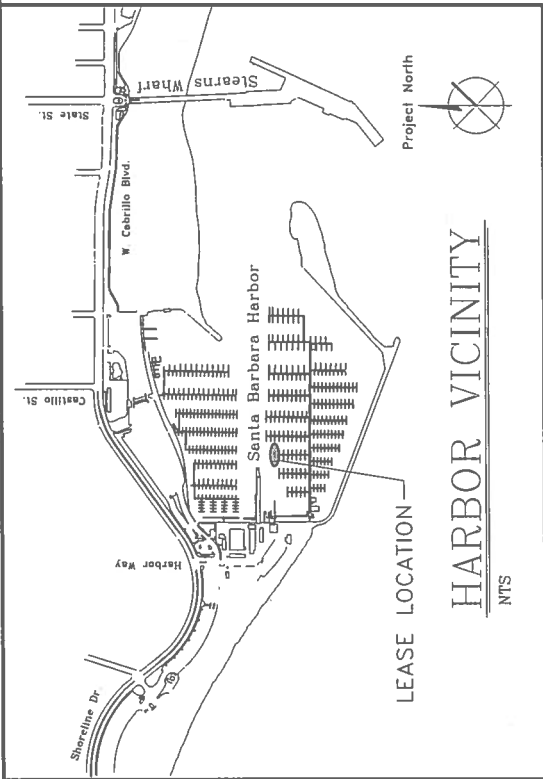 Shoreline Dr.
Harbor Way
Castillo St.
W. Cabrillo Blvd.
State St.
Stearns Wharf
Santa Barbara Harbor
Project North
LEASE LOCATION
HARBOR VICINITY
NTS